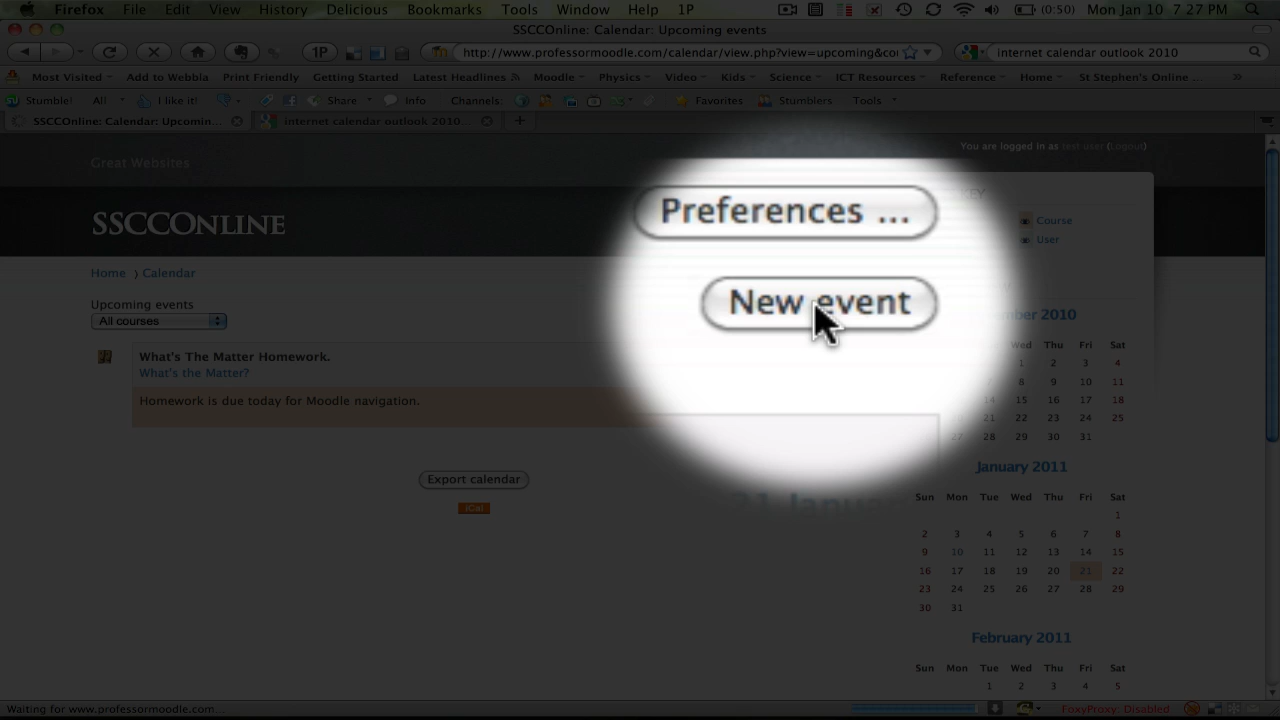 Firefox File Edit View History Delicious Bookmarks Tools Window Help 1P (0:50) Mon Jan 10 7:27 PM
SSCCOnline: Calendar: Upcoming events
1P http://www.professormoodle.com/calendar/view.php?view=upcoming&co internet calendar outlook 2010
Most Visited Add to Webbla Print Friendly Getting Started Latest Headlines Moodle Physics Video Kids Science ICT Resources Reference Home St Stephen's Online ... »
Stumble! All I like it! Share Info Channels: Favorites Stumblers Tools
SSCCOnline: Calendar: Upcomin... internet calendar outlook 2010... +
You are logged in as test-user (Logout)
Great Websites
SSCCONLINE
Preferences ...
New event
KEY
Course
User
Home ) Calendar
Upcoming events
All courses
What's The Matter Homework.
What's the Matter?
Homework is due today for Moodle navigation.
Export calendar
iCal
31 Janua
ember 2010
Wed Thu Fri Sat
1 2 3 4
8 9 10 11
14 15 16 17 18
21 22 23 24 25
27 28 29 30 31
January 2011
Sun Mon Tue Wed Thu Fri Sat
1
2 3 4 5 6 7 8
9 10 11 12 13 14 15
16 17 18 19 20 21 22
23 24 25 26 27 28 29
30 31
February 2011
Sun Mon Tue Wed Thu Fri Sat
1 2 3 4 5
Waiting for www.professormoodle.com... FoxyProxy: Disabled